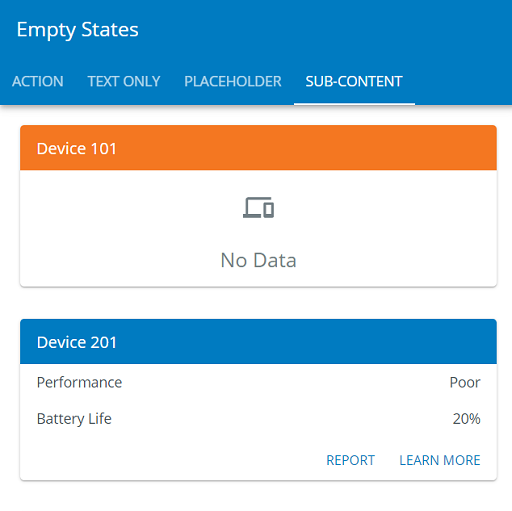 Empty States
ACTION TEXT ONLY PLACEHOLDER SUB-CONTENT
Device 101
No Data
Device 201
Performance Poor
Battery Life 20%
REPORT LEARN MORE